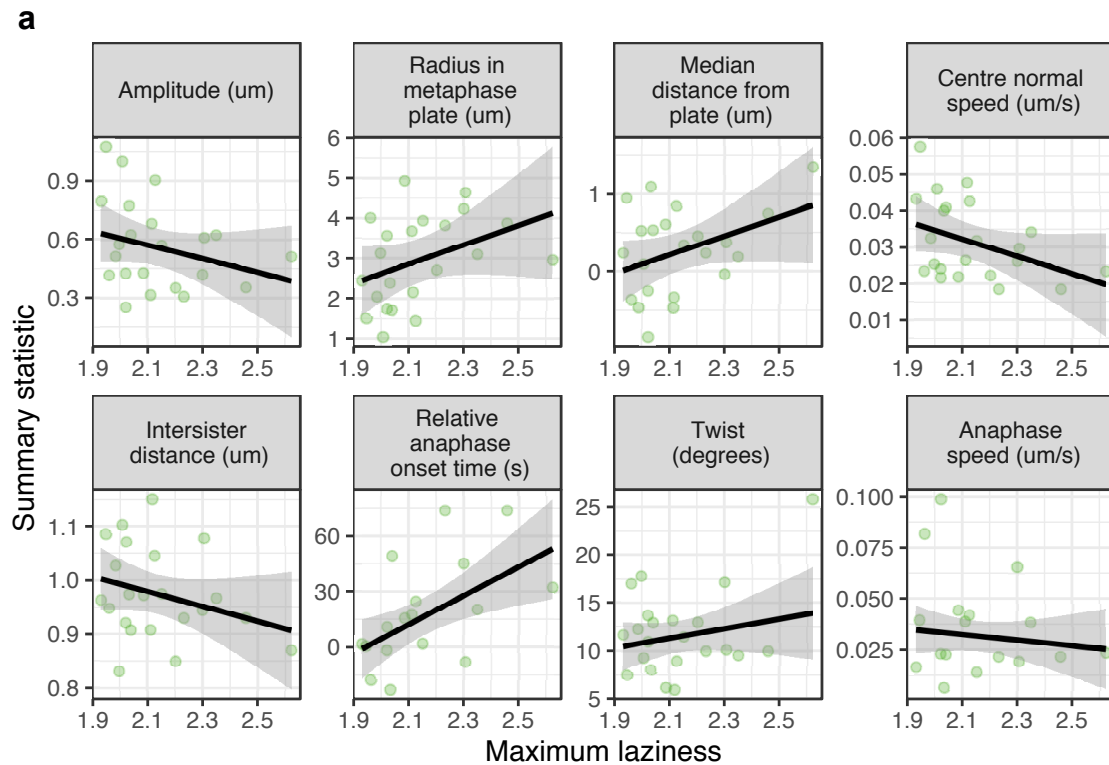 a
Amplitude (um)
Radius in
metaphase
plate (um)
Median
distance from
plate (um)
Centre normal
speed (um/s)
0.9
0.6
0.3
1.9 2.1 2.3 2.5
6
5
4
3
2
1
1.9 2.1 2.3 2.5
1
0
1.9 2.1 2.3 2.5
0.06
0.05
0.04
0.03
0.02
0.01
1.9 2.1 2.3 2.5
Summary statistic
Intersister
distance (um)
Relative
anaphase
onset time (s)
Twist
(degrees)
Anaphase
speed (um/s)
1.1
1.0
0.9
0.8
1.9 2.1 2.3 2.5
60
30
0
1.9 2.1 2.3 2.5
25
20
15
10
5
1.9 2.1 2.3 2.5
0.100
0.075
0.050
0.025
1.9 2.1 2.3 2.5
Maximum laziness